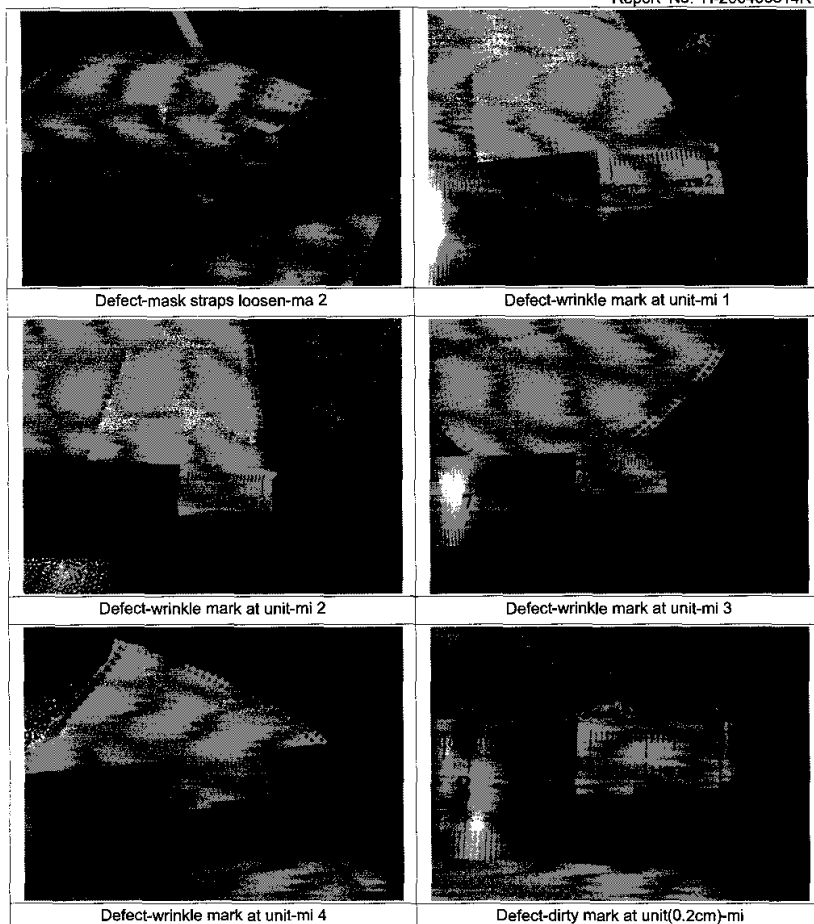 Defect-mask straps loosen-ma 2
Defect-wrinkle mark at unit-mi 1
Defect-wrinkle mark at unit-mi 2
Defect-wrinkle mark at unit-mi 3
Defect-wrinkle mark at unit-mi 4
Defect-dirty mark at unit(0.2cm)-mi